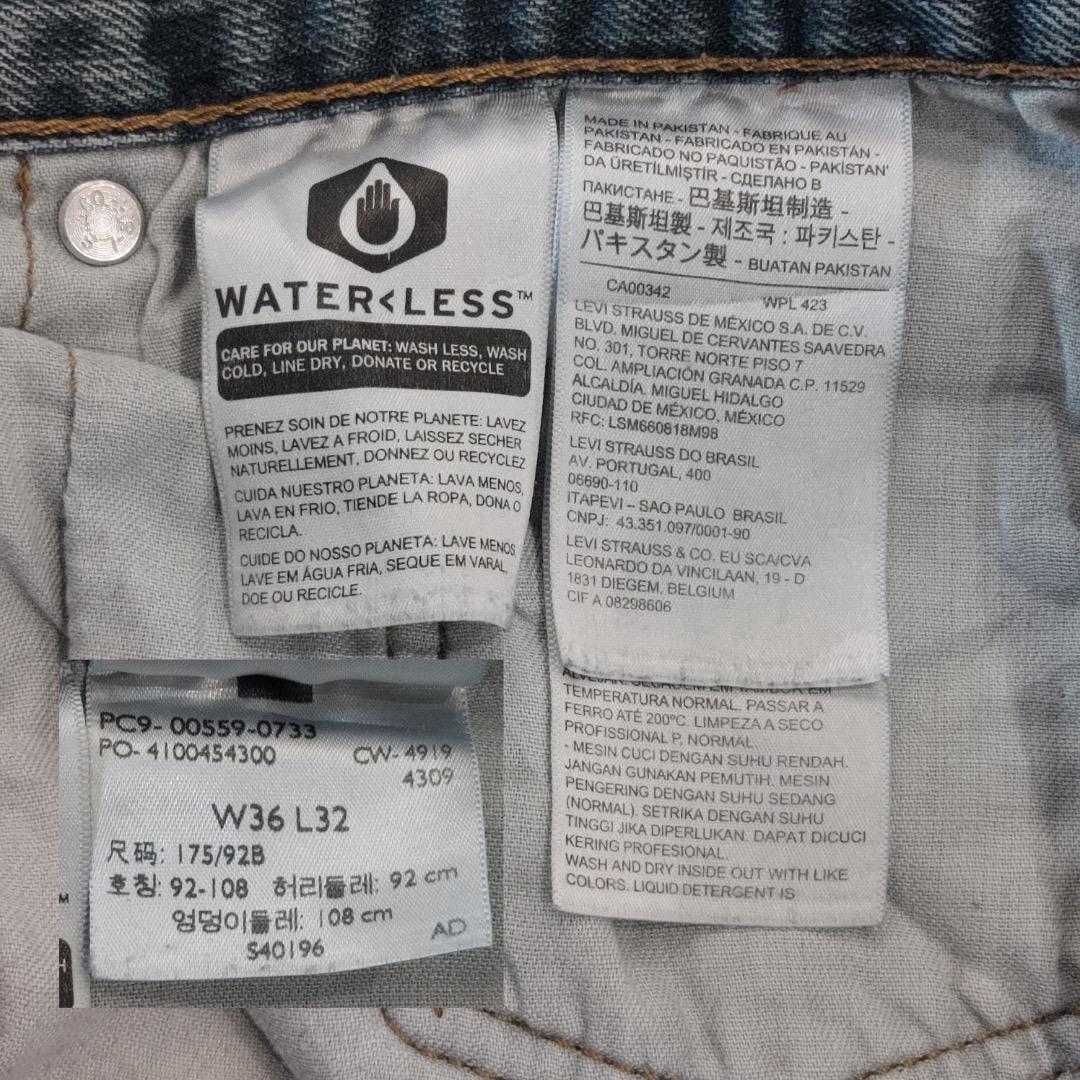 WATER<LESS™
CARE FOR OUR PLANET: WASH LESS, WASH
COLD, LINE DRY, DONATE OR RECYCLE
PRENEZ SOIN DE NOTRE PLANETE: LAVEZ
MOINS, LAVEZ A FROID, LAISSEZ SECHER
NATURELLEMENT, DONNEZ OU RECYCLEZ
CUIDA NUESTRO PLANETA: LAVA MENOS,
LAVA EN FRIO, TIENDE LA ROPA, DONA O
RECICLA.
CUIDE DO NOSSO PLANETA: LAVE MENOS
LAVE EM ÁGUA FRIA, SEQUE EM VARAL,
DOE OU RECICLE.
MADE IN PAKISTAN - FABRIQUE AU
PAKISTAN - FABRICADO EN PAKISTÁN -
FABRICADO NO PAQUISTÃO - PAKİSTAN'
DA ÜRETİLMİŞTİR - СДЕЛАНО В
ПАКИСТАНЕ - 巴基斯坦制造 -
巴基斯坦製 - 제조국 : 파키스탄 -
パキスタン製 - BUATAN PAKISTAN
CA00342 WPL 423
LEVI STRAUSS DE MÉXICO S.A. DE C.V.
BLVD. MIGUEL DE CERVANTES SAAVEDRA
NO. 301, TORRE NORTE PISO 7
COL. AMPLIACIÓN GRANADA C.P. 11529
ALCALDÍA. MIGUEL HIDALGO
CIUDAD DE MÉXICO, MÉXICO
RFC: LSM660818M98
LEVI STRAUSS DO BRASIL
AV. PORTUGAL, 400
06690-110
ITAPEVI – SAO PAULO BRASIL
CNPJ: 43.351.097/0001-90
LEVI STRAUSS & CO. EU SCA/CVA
LEONARDO DA VINCILAAN, 19 - D
1831 DIEGEM, BELGIUM
CIF A 08298606
TEMPERATURA NORMAL. PASSAR A
FERRO ATÉ 200ºC. LIMPEZA A SECO
PROFISSIONAL P, NORMAL.
- MESIN CUCI DENGAN SUHU RENDAH.
JANGAN GUNAKAN PEMUTIH. MESIN
PENGERING DENGAN SUHU SEDANG
(NORMAL). SETRIKA DENGAN SUHU
TINGGI JIKA DIPERLUKAN. DAPAT DICUCI
KERING PROFESIONAL.
WASH AND DRY INSIDE OUT WITH LIKE
COLORS. LIQUID DETERGENT IS
PC9- 00559-0733
PO- 4100454300 CW- 4919
4309
W36 L32
尺码: 175/92B
호칭: 92-108 허리둘레: 92 cm
엉덩이둘레: 108 cm
AD
S40196